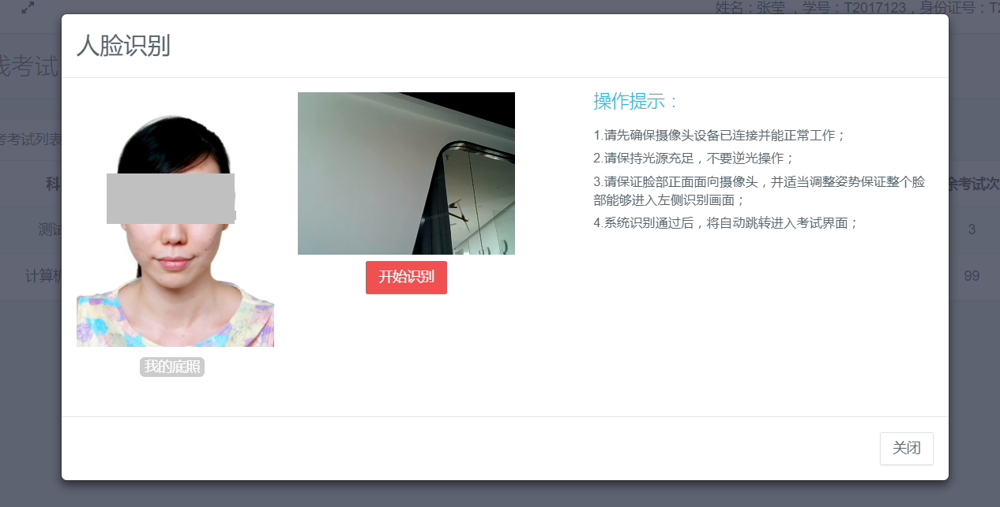 姓名：张莹 ，学号：T2017123，身份证号：T2
人脸识别
线考试
操作提示：
1.请先确保摄像头设备已连接并能正常工作；
考考试列表
2.请保持光源充足，不要逆光操作；
3.请保证脸部正面面向摄像头，并适当调整姿势保证整个脸
部能够进入左侧识别画面；
科
余考试次
4.系统识别通过后，将自动跳转进入考试界面；
测试
3
开始识别
计算机
99
我的底照
关闭